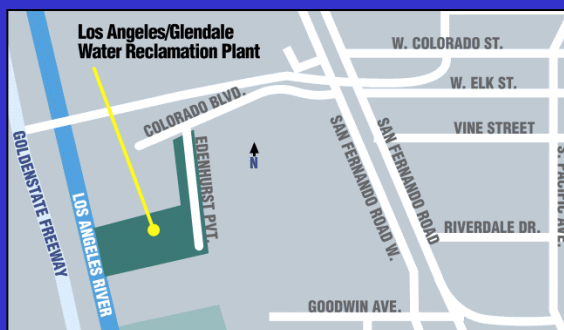 Los Angeles/Glendale
Water Reclamation Plant
W. COLORADO ST.
W. ELK ST.
COLORADO BLVD.
VINE STREET
EDENHURST PVT.
N
SAN FERNANDO ROAD W.
SAN FERNANDO ROAD
S. PACIFIC AVE.
GOLDENSTATE FREEWAY
LOS ANGELES RIVER
RIVERDALE DR.
GOODWIN AVE.